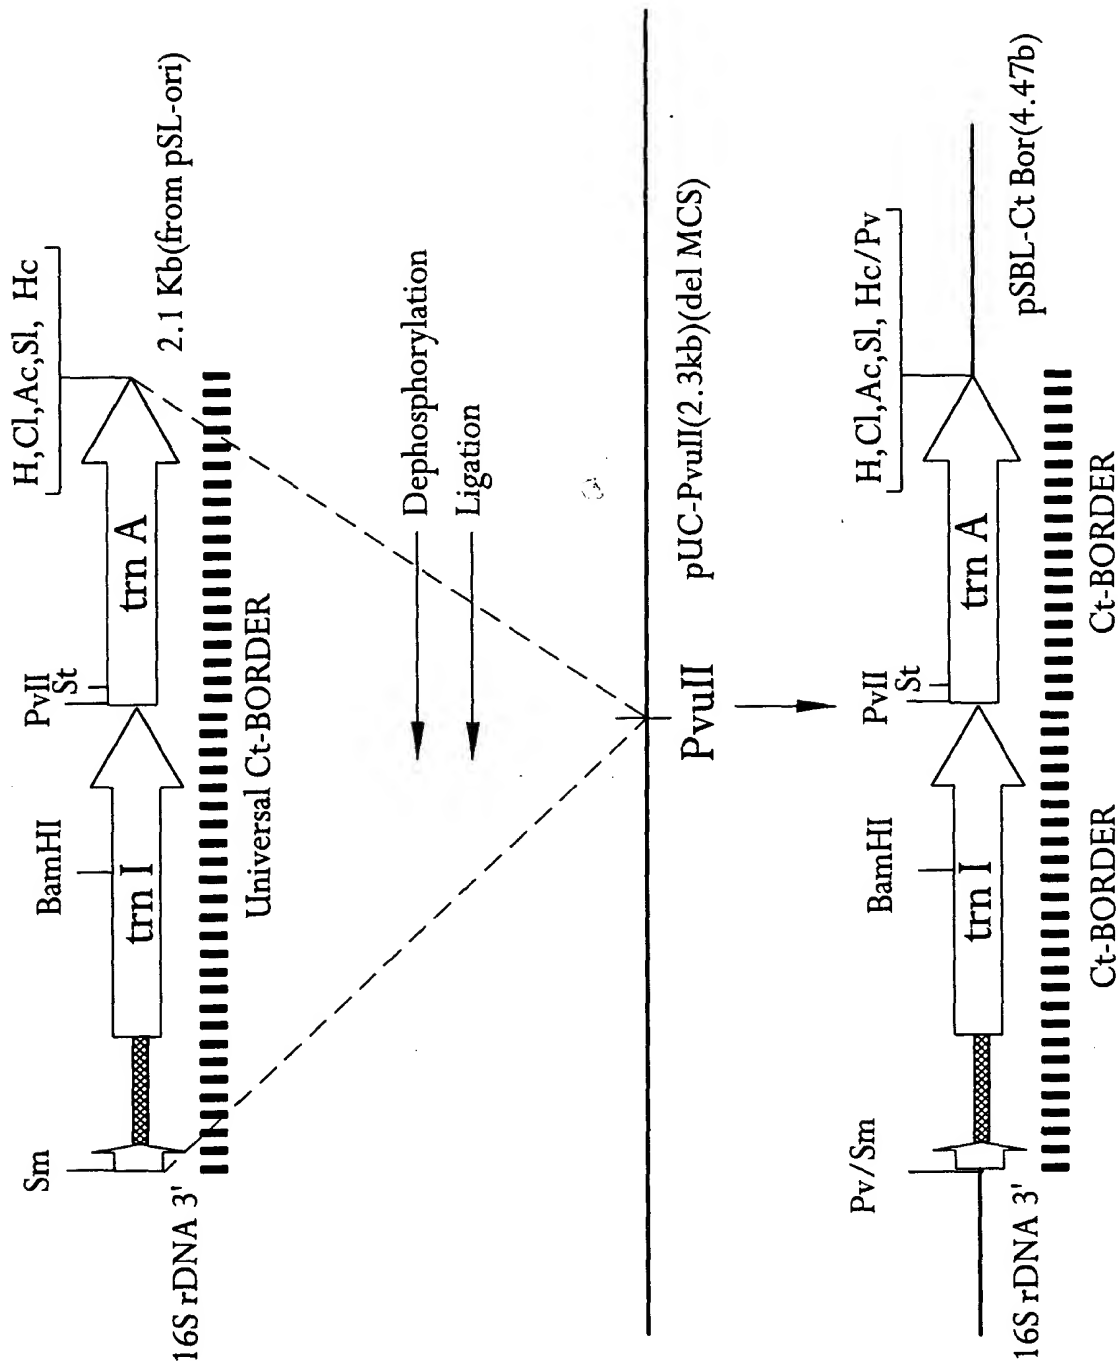 H,Cl,Ac,Sl, Hc
2.1 Kb(from pSL-ori)
PvII
St
BamHI
Sm
trn I
trn A
16S rDNA 3'
Universal Ct-BORDER
Dephosphorylation
Ligation
pUC-PvuII(2.3kb)(del MCS)
PvuII
H,Cl,Ac,Sl, Hc/Pv
PvII
St
BamHI
Pv/Sm
trn I
trn A
pSBL-Ct Bor(4.47b)
16S rDNA 3'
Ct-BORDER
Ct-BORDER